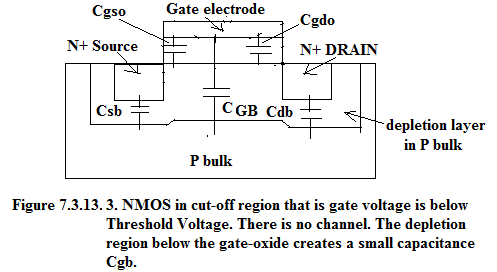 Cgso Gate electrode Cgdo
N+ Source N+ DRAIN
Csb CGB Cdb
depletion layer
in P bulk
P bulk
Figure 7.3.13. 3. NMOS in cut-off region that is gate voltage is below
Threshold Voltage. There is no channel. The depletion
region below the gate-oxide creates a small capacitance
Cgb.